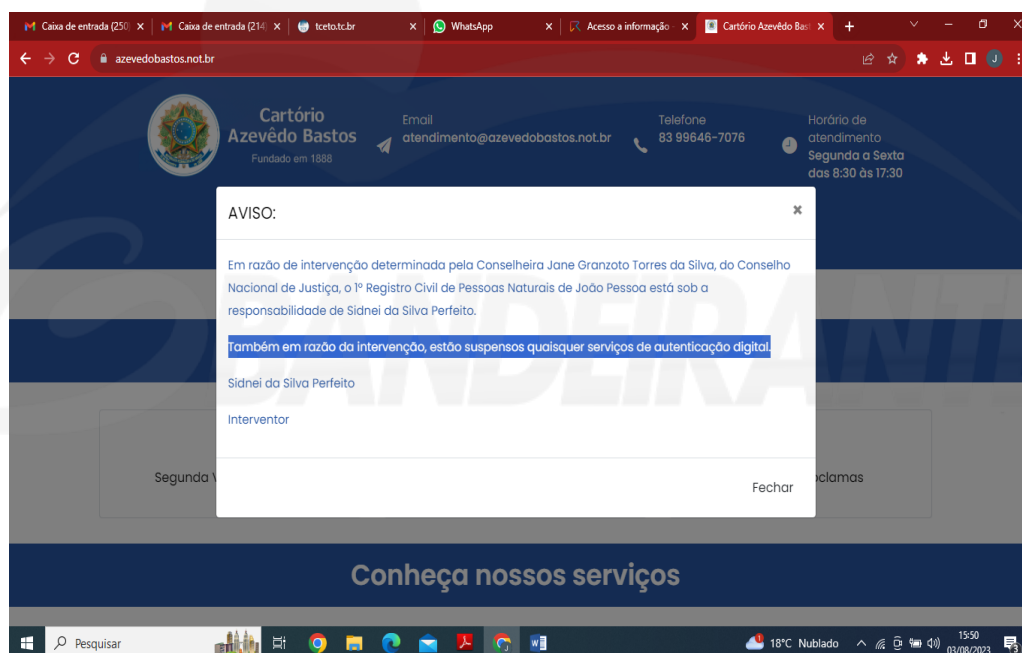 Caixa de entrada (250) Caixa de entrada (214) tceto.tc.br WhatsApp Acesso a informação - Cartório Azevêdo Bast
azevedobastos.not.br J
Cartório
Azevêdo Bastos
Fundado em 1888
Email
atendimento@azevedobastos.not.br
Telefone
83 99646-7076
Horário de
atendimento
Segunda a Sexta
das 8:30 às 17:30
AVISO:
Em razão de intervenção determinada pela Conselheira Jane Granzoto Torres da Silva, do Conselho
Nacional de Justiça, o 1º Registro Civil de Pessoas Naturais de João Pessoa está sob a
responsabilidade de Sidnei da Silva Perfeito.
Também em razão da intervenção, estão suspensos quaisquer serviços de autenticação digital.
Sidnei da Silva Perfeito
Interventor
Fechar
Segunda V oclamas
BANDEIRANT
Conheça nossos serviços
Pesquisar 18°C Nublado 15:50
03/08/2023